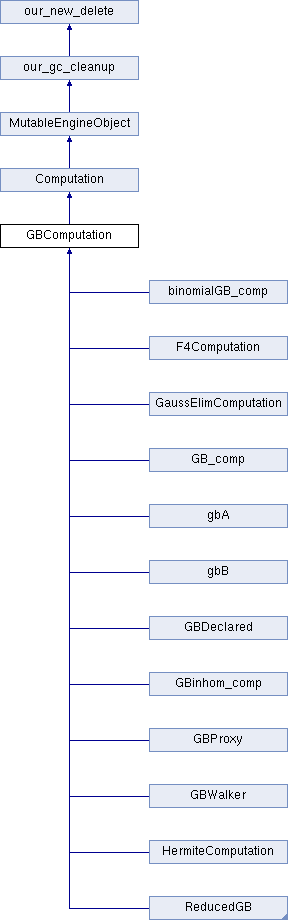 our_new_delete
our_gc_cleanup
MutableEngineObject
Computation
GBComputation
binomialGB_comp
F4Computation
GaussElimComputation
GB_comp
gbA
gbB
GBDeclared
GBinhom_comp
GBProxy
GBWalker
HermiteComputation
ReducedGB